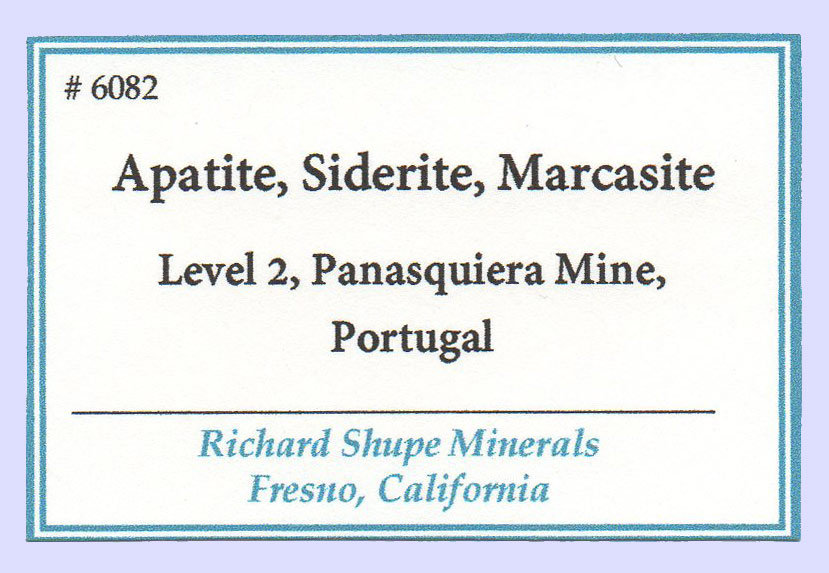 # 6082
Apatite, Siderite, Marcasite
Level 2, Panasquiera Mine,
Portugal
Richard Shupe Minerals
Fresno, California